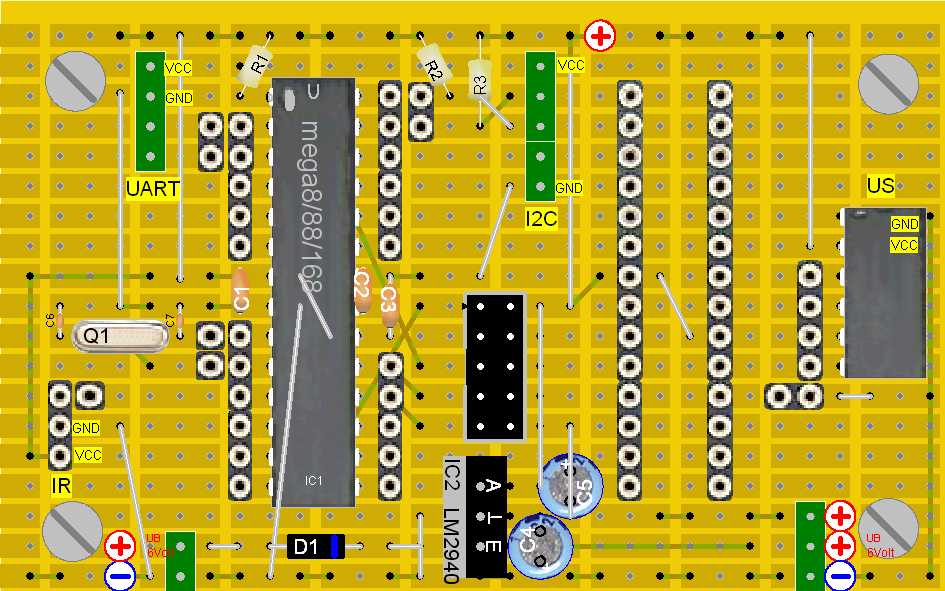 VCC
GND
UART
R1
R2
R3
VCC
GND
I2C
US
GND
VCC
mega8/88/168
IC1
C1
C2
C3
C6
Q1
C7
GND
VCC
IR
UB
6Volt
D1
IC2 LM2940
A
E
C4
C5
UB
6Volt